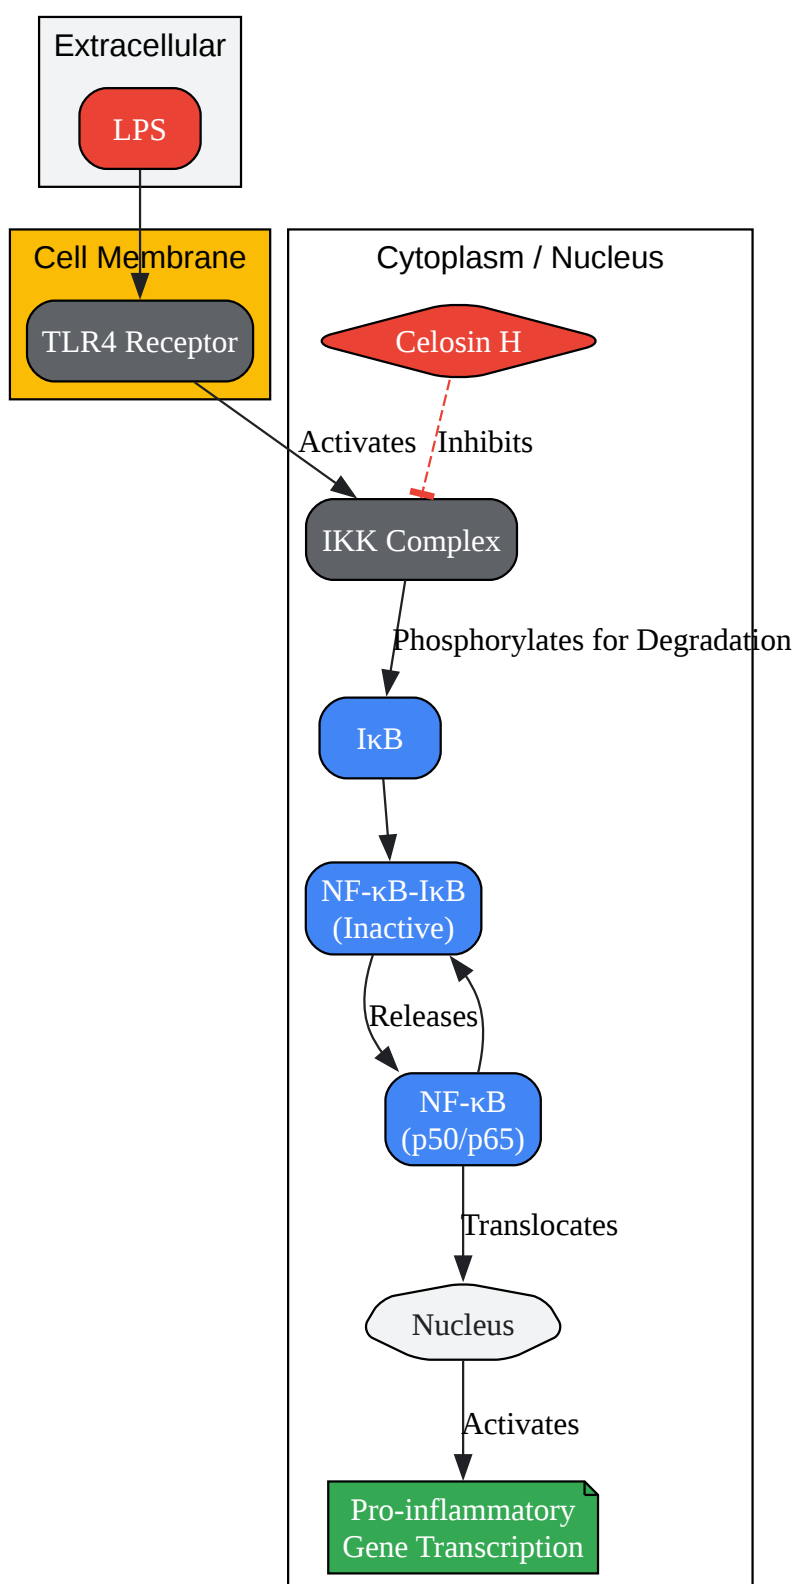 Extracellular
LPS
Cell Membrane
Cytoplasm / Nucleus
TLR4 Receptor
Celosin H
Activates
Inhibits
IKK Complex
Phosphorylates for Degradation
IκB
NF-κB-IκB
(Inactive)
Releases
NF-κB
(p50/p65)
Translocates
Nucleus
Activates
Pro-inflammatory
Gene Transcription